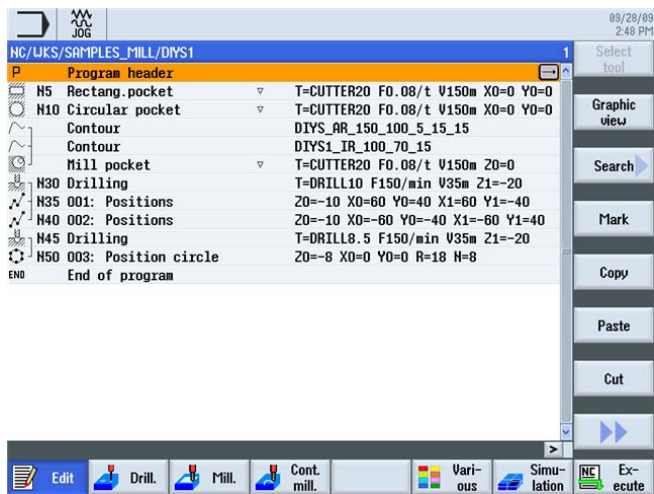 JOG
09/28/09
2:48 PM
NC/WKS/SAMPLES_MILL/DIYS1 1
Select tool
P Program header
N5 Rectang.pocket ▿ T=CUTTER20 F0.08/t V150m X0=0 Y0=0
N10 Circular pocket ▿ T=CUTTER20 F0.08/t V150m X0=0 Y0=0
Contour DIYS_AR_150_100_5_15_15
Contour DIYS1_IR_100_70_15
Mill pocket ▿ T=CUTTER20 F0.08/t V150m Z0=0
N30 Drilling T=DRILL10 F150/min V35m Z1=-20
N35 001: Positions Z0=-10 X0=60 Y0=40 X1=60 Y1=-40
N40 002: Positions Z0=-10 X0=-60 Y0=-40 X1=-60 Y1=40
N45 Drilling T=DRILL8.5 F150/min V35m Z1=-20
N50 003: Position circle Z0=-8 X0=0 Y0=0 R=18 N=8
END End of program
Graphic
view
Search
Mark
Copy
Paste
Cut
Edit
Drill.
Mill.
Cont.
mill.
Vari-
ous
Simu-
lation
NC Ex-
ecute